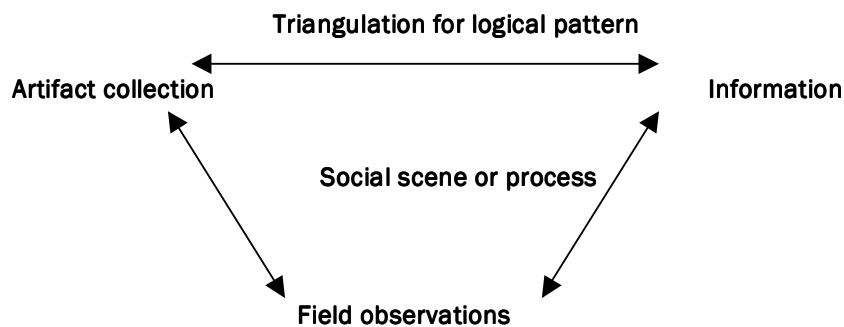 Triangulation for logical pattern
Artifact collection
Information
Social scene or process
Field observations